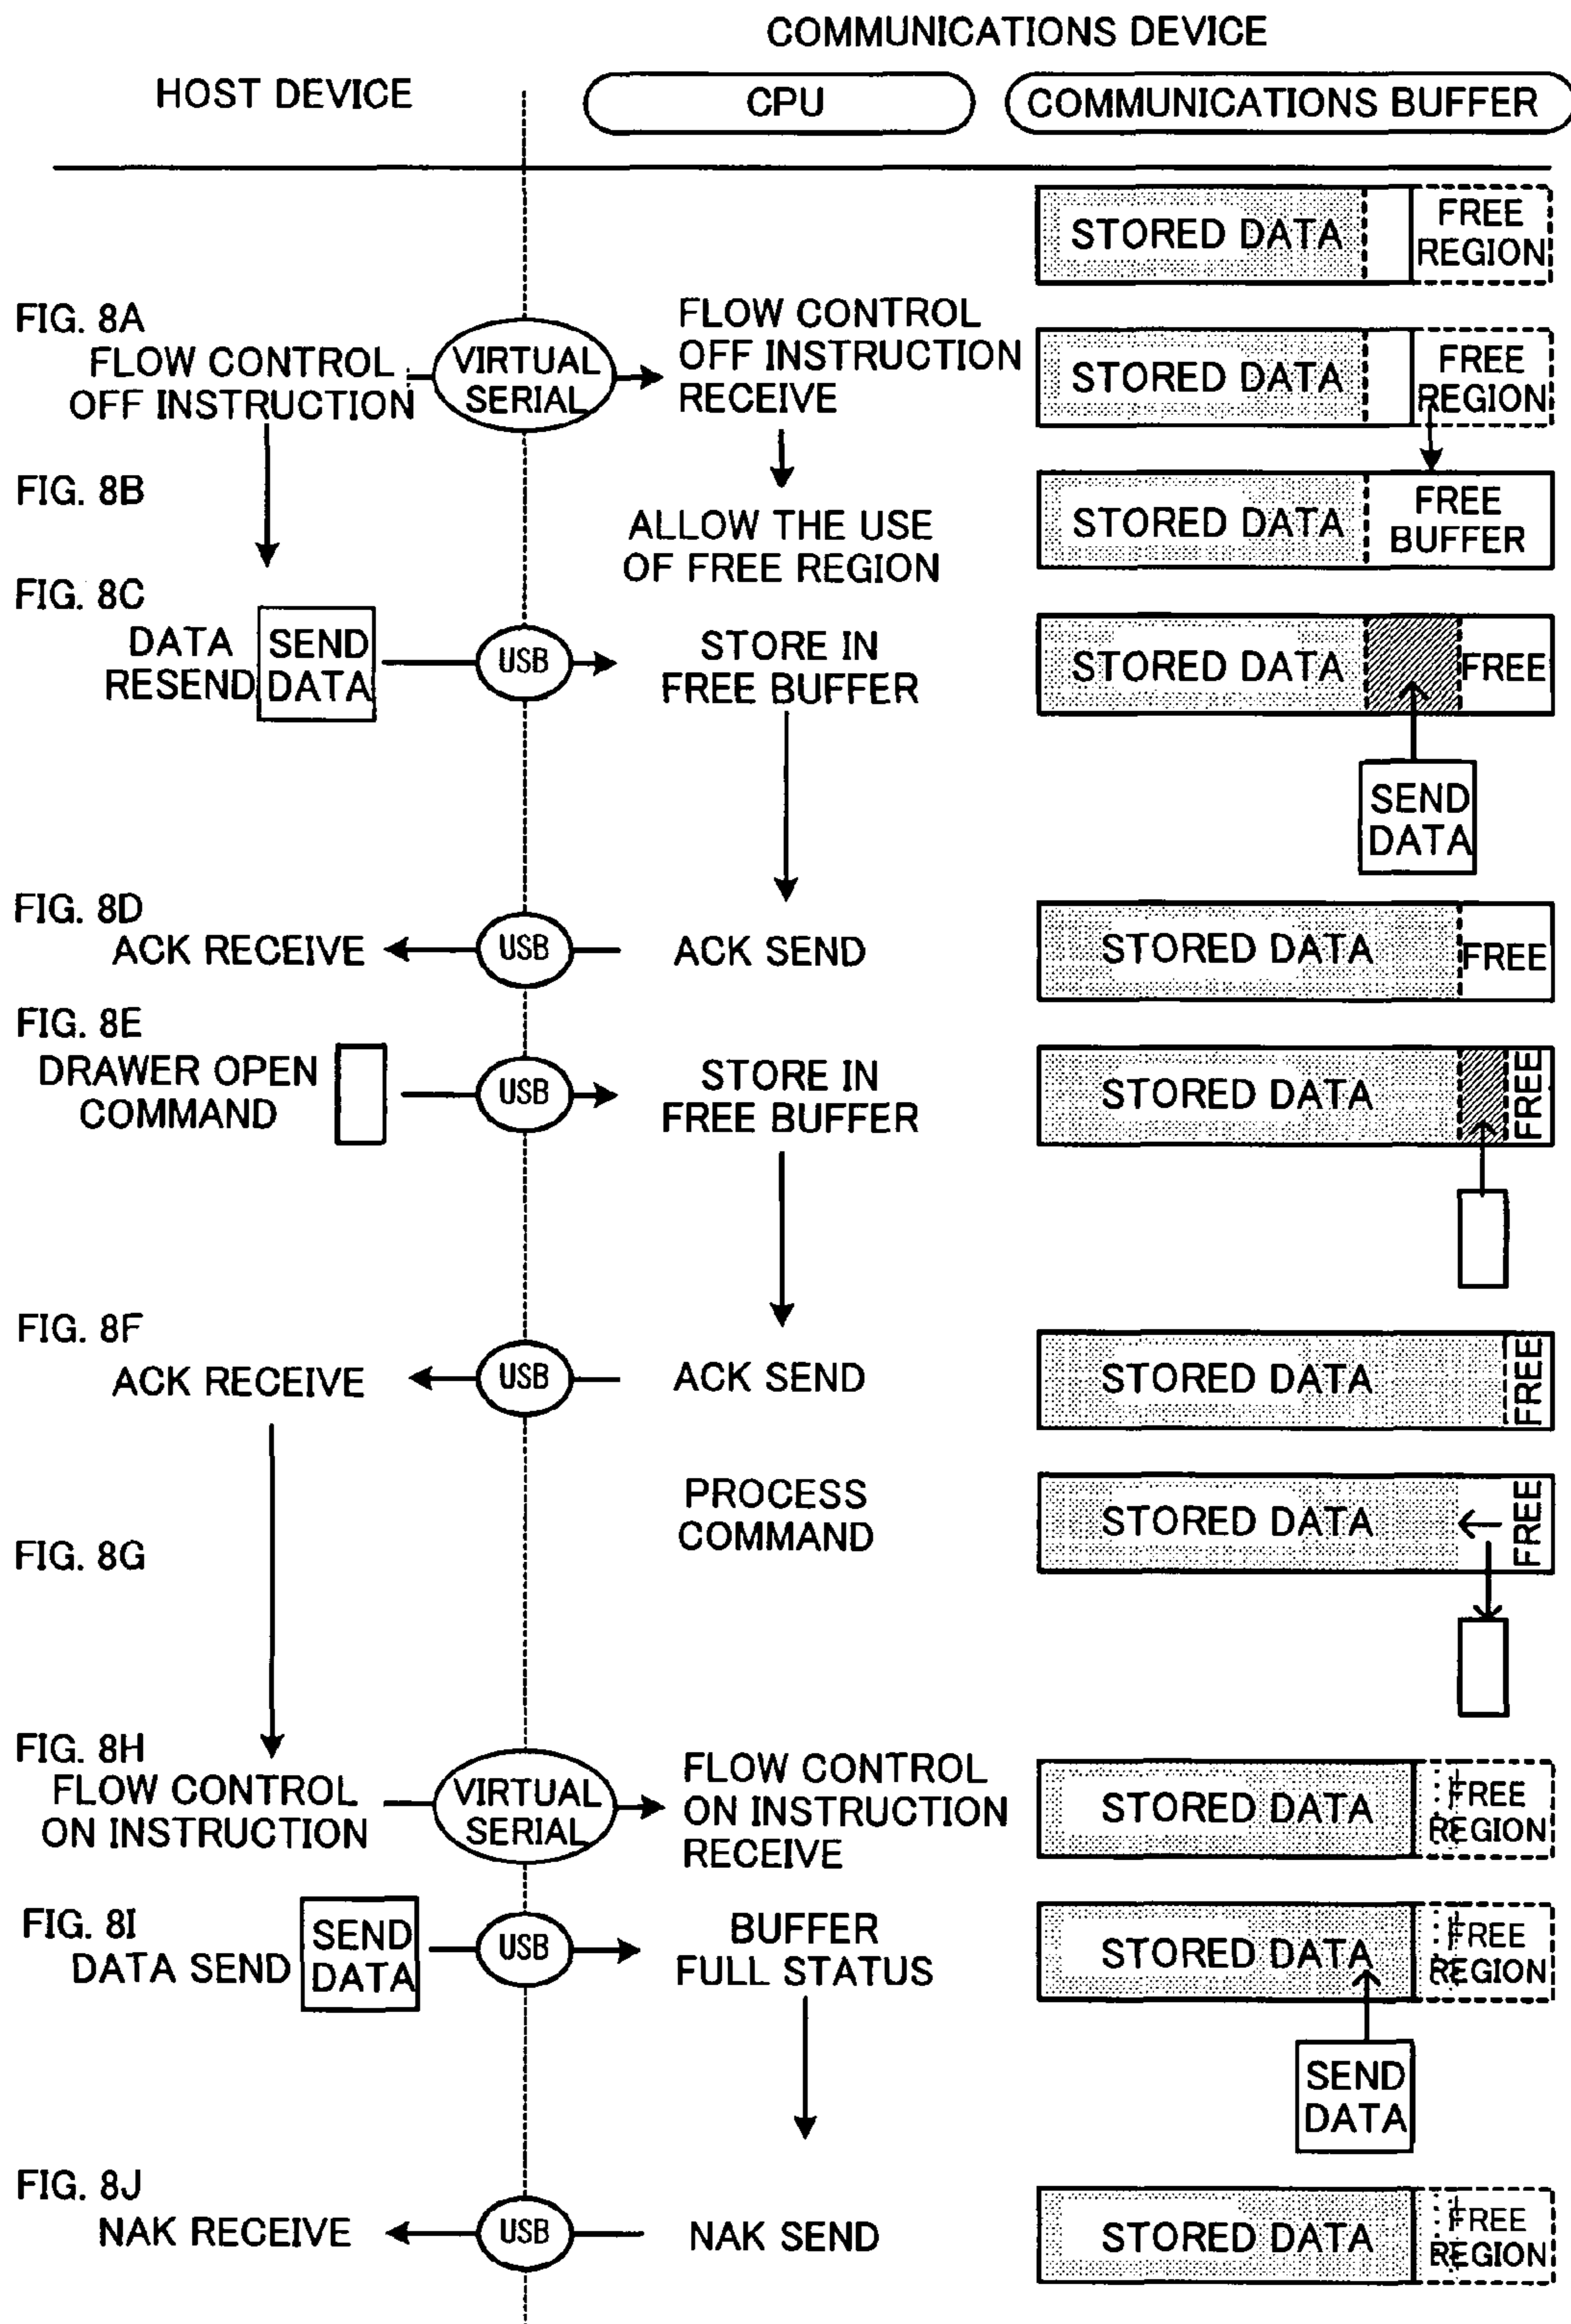 COMMUNICATIONS DEVICE
HOST DEVICE
CPU
COMMUNICATIONS BUFFER
STORED DATA
FREE
REGION
FIG. 8A
FLOW CONTROL
OFF INSTRUCTION
VIRTUAL
SERIAL
FLOW CONTROL
OFF INSTRUCTION
RECEIVE
STORED DATA
FREE
REGION
FIG. 8B
ALLOW THE USE
OF FREE REGION
STORED DATA
FREE
BUFFER
FIG. 8C
DATA
RESEND
SEND
DATA
USB
STORE IN
FREE BUFFER
STORED DATA
FREE
SEND
DATA
FIG. 8D
ACK RECEIVE
USB
ACK SEND
STORED DATA
FREE
FIG. 8E
DRAWER OPEN
COMMAND
USB
STORE IN
FREE BUFFER
STORED DATA
FREE
FIG. 8F
ACK RECEIVE
USB
ACK SEND
STORED DATA
FREE
FIG. 8G
PROCESS
COMMAND
STORED DATA
FREE
FIG. 8H
FLOW CONTROL
ON INSTRUCTION
VIRTUAL
SERIAL
FLOW CONTROL
ON INSTRUCTION
RECEIVE
STORED DATA
FREE
REGION
FIG. 8I
DATA SEND
SEND
DATA
USB
BUFFER
FULL STATUS
STORED DATA
FREE
REGION
SEND
DATA
FIG. 8J
NAK RECEIVE
USB
NAK SEND
STORED DATA
FREE
REGION